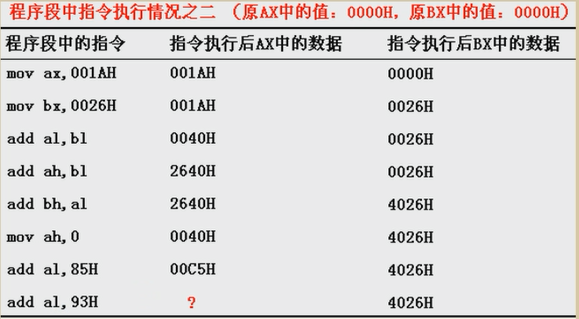 程序段中指令执行情况之二 （原AX中的值：0000H，原BX中的值：0000H）
程序段中的指令 指令执行后AX中的数据 指令执行后BX中的数据
mov ax,001AH 001AH 0000H
mov bx,0026H 001AH 0026H
add al,bl 0040H 0026H
add ah,bl 2640H 0026H
add bh,al 2640H 4026H
mov ah,0 0040H 4026H
add al,85H 00C5H 4026H
add al,93H ? 4026H